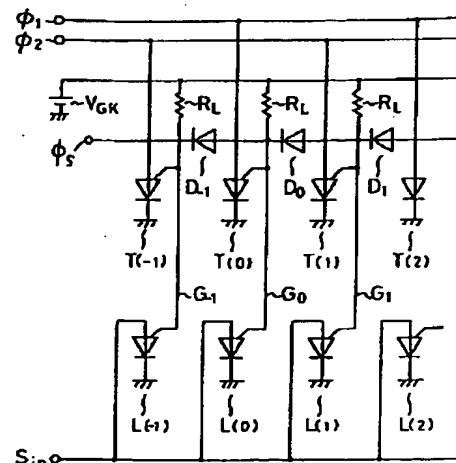 ϕ1
ϕ2
VGK
RL RL RL
ϕS
D-1 D0 D1
T(-1) T(0) T(1) T(2)
G-1 G0 G1
L(-1) L(0) L(1) L(2)
Sin